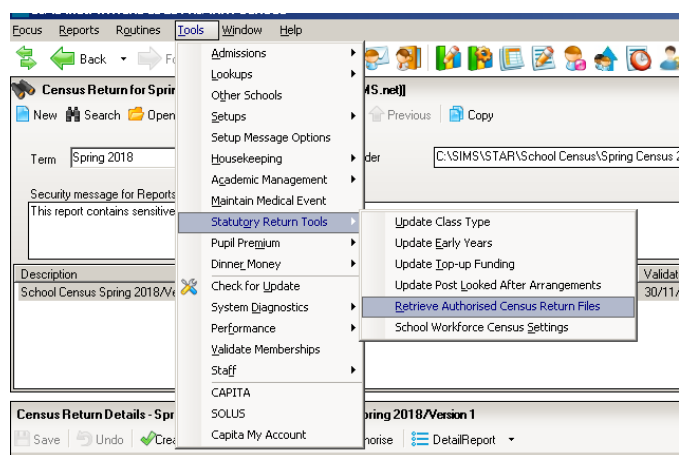 Focus Reports Routines Tools Window Help
Back
Census Return for Sprin
MS.net)]
New Search Open
Previous Copy
Term Spring 2018
der C:\SIMS\STAR\School Census\Spring Census 2
Security message for Reports
This report contains sensitive
Admissions
Lookups
Other Schools
Setups
Setup Message Options
Housekeeping
Academic Management
Maintain Medical Event
Statutory Return Tools
Pupil Premium
Dinner Money
Check for Update
System Diagnostics
Performance
Validate Memberships
Staff
CAPITA
SOLUS
Capita My Account
Update Class Type
Update Early Years
Update Top-up Funding
Update Post Looked After Arrangements
Retrieve Authorised Census Return Files
School Workforce Census Settings
Description
Validat
School Census Spring 2018/Ve
30/11/
Census Return Details - Spr
pring 2018/Version 1
Save Undo Crea
horise DetailReport